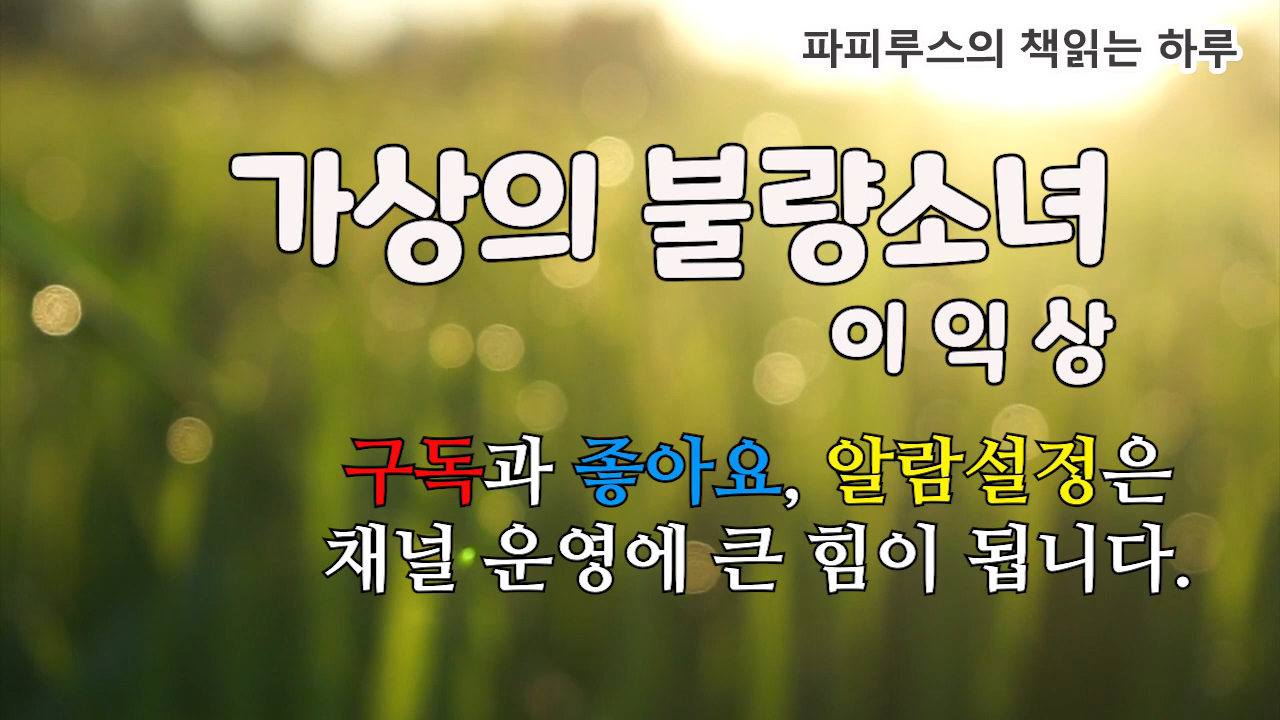 파피루스의 책읽는 하루
가상의 불량소녀
이 익 상
구독과 좋아요, 알람설정은
채널 운영에 큰 힘이 됩니다.